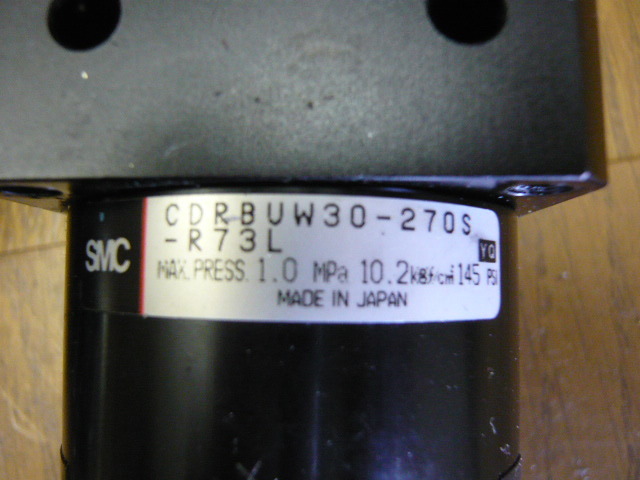 SMC
CDRBUW30-270S
-R73L
YO
MAX. PRESS. 1.0 MPa 10.2kgf/cm² 145 PSI
MADE IN JAPAN